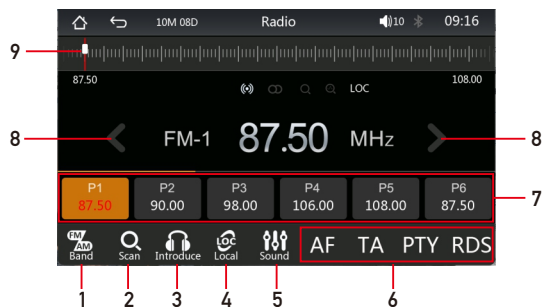 10M 08D Radio 10 09:16
9
87.50 108.00
LOC
8 FM-1 87.50 MHz 8
P1 P2 P3 P4 P5 P6
87.50 90.00 98.00 106.00 108.00 87.50
7
FM AM LOC
Band Scan Introduce Local Sound AF TA PTY RDS
1 2 3 4 5 6